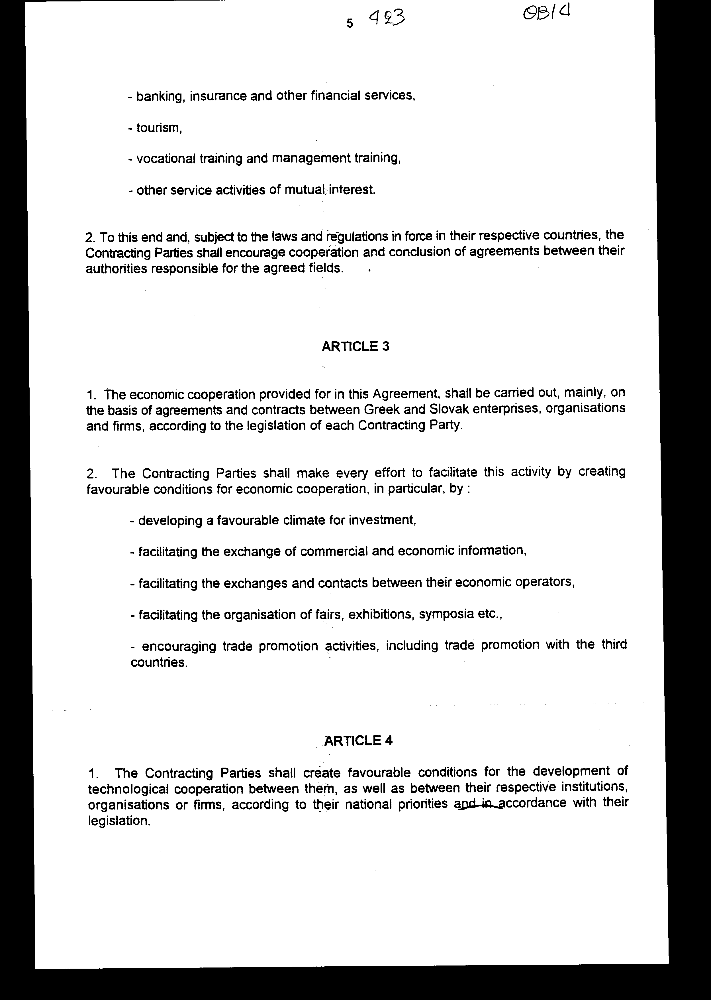 5 423
- banking, insurance and other financial services,
- tourism,
- vocational training and management training,
- other service activities of mutual interest.
2. To this end and, subject to the laws and regulations in force in their respective countries, the
Contracting Parties shall encourage cooperation and conclusion of agreements between their
authorities responsible for the agreed fields.
ARTICLE 3
1. The economic cooperation provided for in this Agreement, shall be carried out, mainly, on
the basis of agreements and contracts between Greek and Slovak enterprises, organisations
and firms, according to the legislation of each Contracting Party.
2. The Contracting Parties shall make every effort to facilitate this activity by creating
favourable conditions for economic cooperation, in particular, by :
- developing a favourable climate for investment,
- facilitating the exchange of commercial and economic information,
- facilitating the exchanges and contacts between their economic operators,
- facilitating the organisation of fairs, exhibitions, symposia etc.,
- encouraging trade promotion activities, including trade promotion with the third
countries.
ARTICLE 4
1. The Contracting Parties shall create favourable conditions for the development of
technological cooperation between them, as well as between their respective institutions,
organisations or firms, according to their national priorities and in accordance with their
legislation.